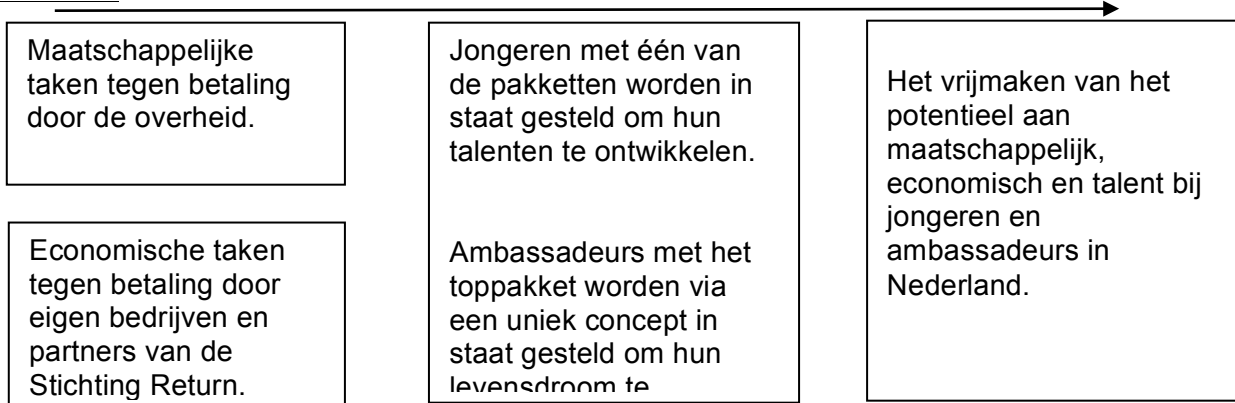 Maatschappelijke
taken tegen betaling
door de overheid.
Economische taken
tegen betaling door
eigen bedrijven en
partners van de
Stichting Return.
Jongeren met één van
de pakketten worden in
staat gesteld om hun
talenten te ontwikkelen.
Ambassadeurs met het
toppakket worden via
een uniek concept in
staat gesteld om hun
levensdroom te
Het vrijmaken van het
potentieel aan
maatschappelijk,
economisch en talent bij
jongeren en
ambassadeurs in
Nederland.